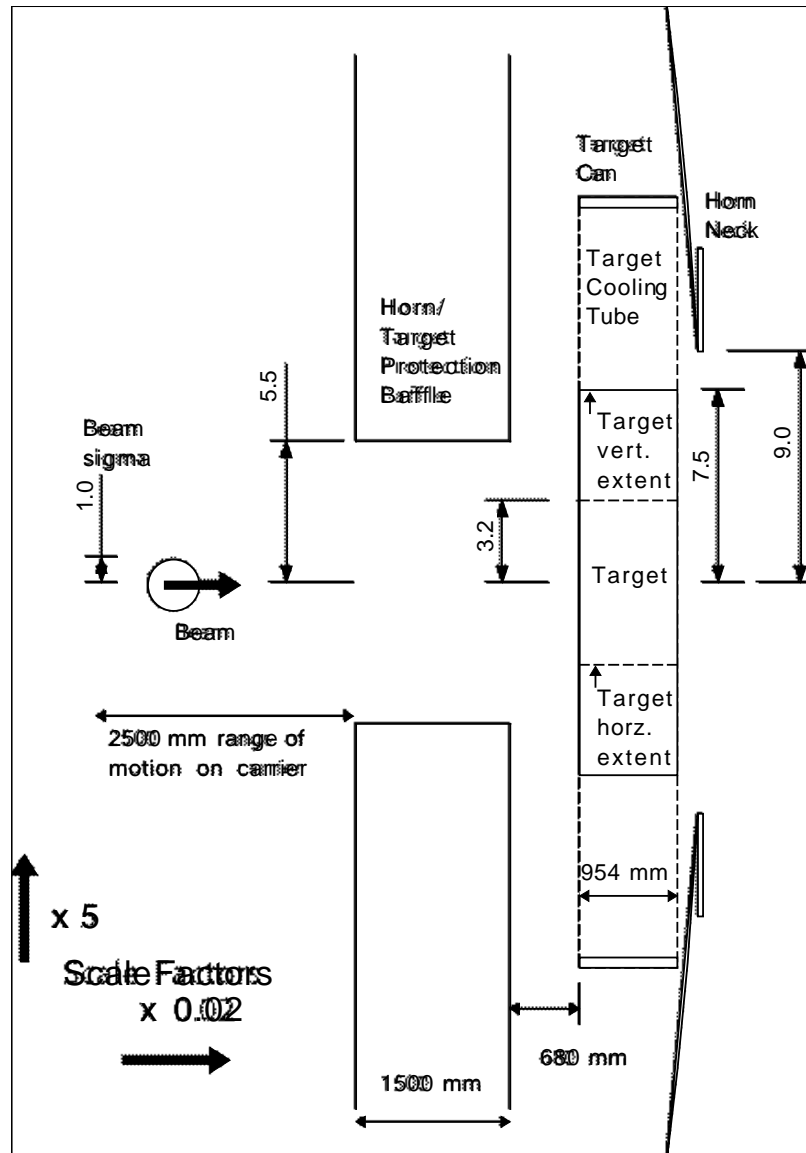 Target
Can
Horn
Neck
Target
Cooling
Tube
Horn/
Target
Protection
Baffle
5.5
Beam
sigma
1.0
Target
vert.
extent
7.5
9.0
3.2
Target
Beam
Target
horz.
extent
2500 mm range of
motion on carrier
954 mm
x 5
Scale Factors
x 0.02
680 mm
1500 mm